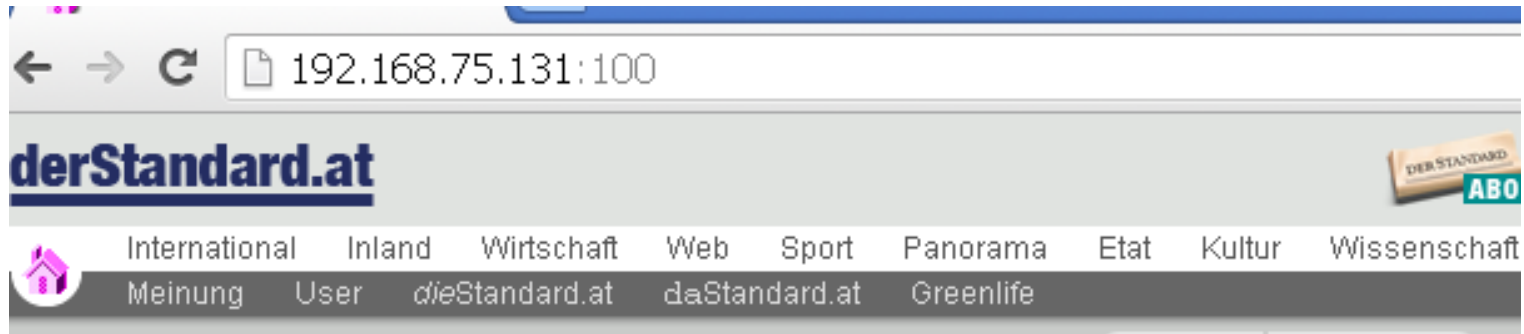 192.168.75.131:100
derStandard.at
DER STANDARD
ABO
International Inland Wirtschaft Web Sport Panorama Etat Kultur Wissenschaft
Meinung User dieStandard.at daStandard.at Greenlife